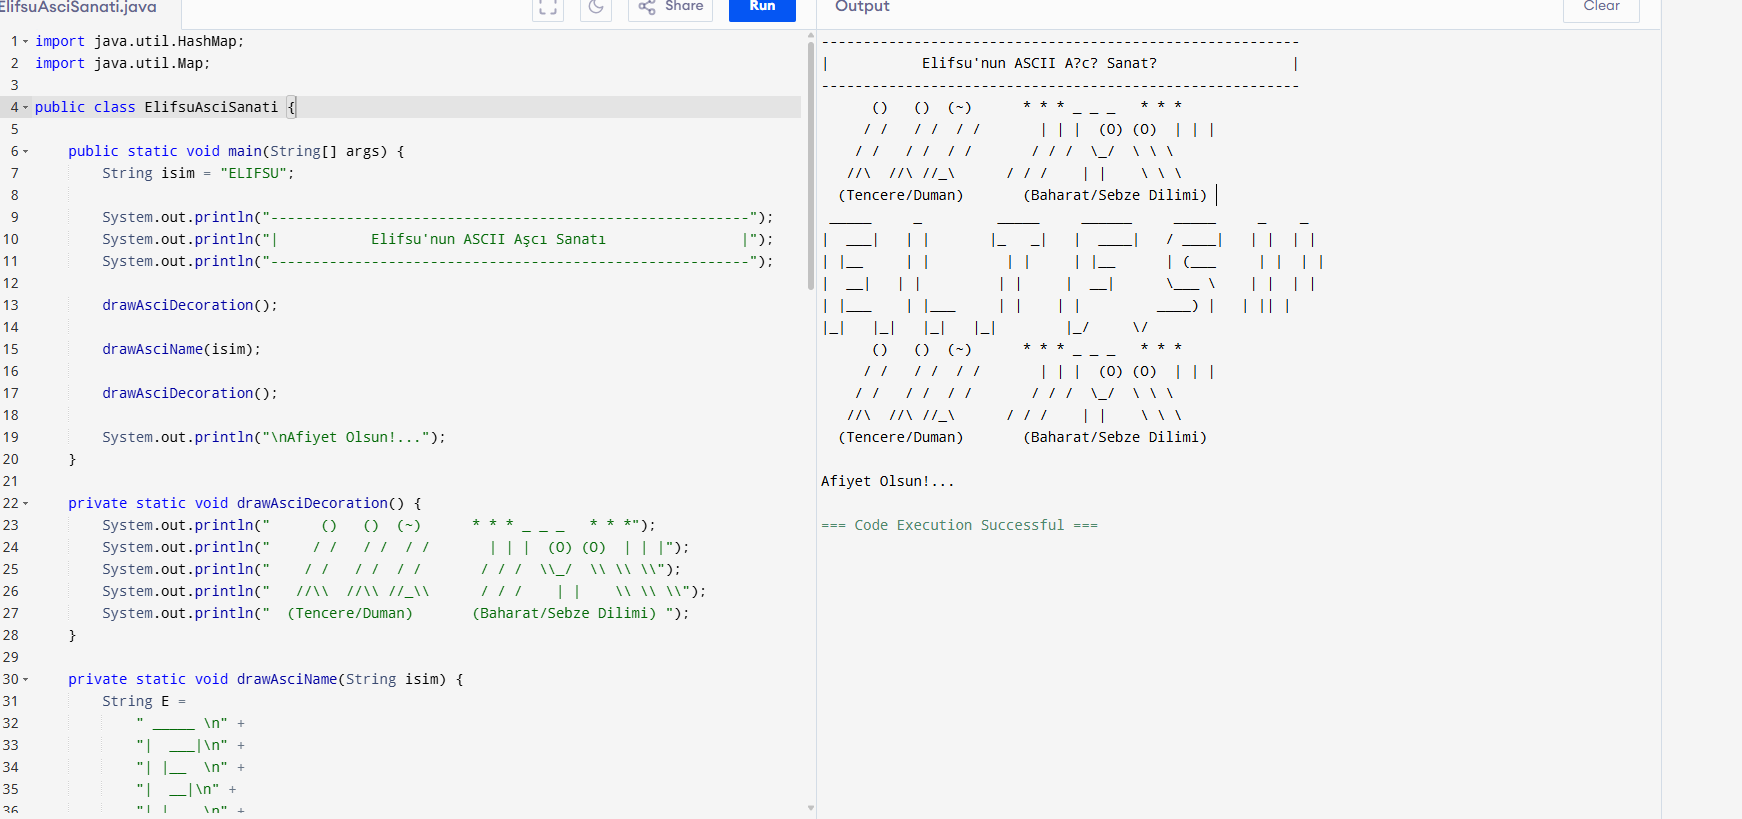 ElifsuAsciSanati.java
Share
Run
1 import java.util.HashMap;
2 import java.util.Map;
3
4 public class ElifsuAsciSanati {
5
6     public static void main(String[] args) {
7         String isim = "ELIFSU";
8
9         System.out.println("---------------------------------------------------------");
10         System.out.println("|           Elifsu'nun ASCII Aşcı Sanatı                |");
11         System.out.println("---------------------------------------------------------");
12
13         drawAsciDecoration();
14
15         drawAsciName(isim);
16
17         drawAsciDecoration();
18
19         System.out.println("\nAfiyet Olsun!...");
20     }
21
22     private static void drawAsciDecoration() {
23         System.out.println("      ()   ()  (~)      * * * _ _ _   * * *");
24         System.out.println("     / /   / /  / /       | | |  (O) (O)  | | |");
25         System.out.println("    / /   / /  / /       / / /  \\_/  \\ \\ \\");
26         System.out.println("   //\\  //\\ //_\\      / / /    | |    \\ \\ \\");
27         System.out.println("  (Tencere/Duman)       (Baharat/Sebze Dilimi) ");
28     }
29
30     private static void drawAsciName(String isim) {
31         String E =
32             " _____ \n" +
33             "|  ___|\n" +
34             "| |__  \n" +
35             "|  __|\n" +
Output
Clear
---------------------------------------------------------
|           Elifsu'nun ASCII A?c? Sanat?                |
---------------------------------------------------------
      ()   ()  (~)      * * * _ _ _   * * *
     / /   / /  / /       | | |  (O) (O)  | | |
    / /   / /  / /       / / /  \_/  \ \ \
   //\  //\ //_\      / / /    | |    \ \ \
  (Tencere/Duman)       (Baharat/Sebze Dilimi)
 _____     _         _____     ______     _____     _    _
|  ___|   | |       |_   _|   |  ____|   / ____|   | |  | |
| |__     | |         | |     | |__      | (___     | |  | |
|  __|   | |         | |     |  __|      \___ \    | |  | |
| |___    | |___     | |    | |         ____) |   | || |
|_|   |_|   |_|   |_|        |_/     \/
      ()   ()  (~)      * * * _ _ _   * * *
     / /   / /  / /       | | |  (O) (O)  | | |
    / /   / /  / /       / / /  \_/  \ \ \
   //\  //\ //_\      / / /    | |    \ \ \
  (Tencere/Duman)       (Baharat/Sebze Dilimi)
Afiyet Olsun!...
=== Code Execution Successful ===